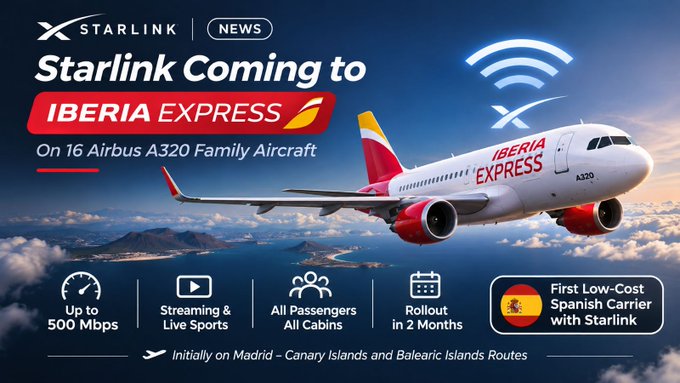 STARLINK
NEWS
Starlink Coming to
IBERIA EXPRESS
On 16 Airbus A320 Family Aircraft
IBERIA
EXPRESS
A320
Up to
500 Mbps
Streaming &
Live Sports
All Passengers
All Cabins
Rollout
in 2 Months
First Low-Cost
Spanish Carrier
with Starlink
Initially on Madrid – Canary Islands and Balearic Islands Routes